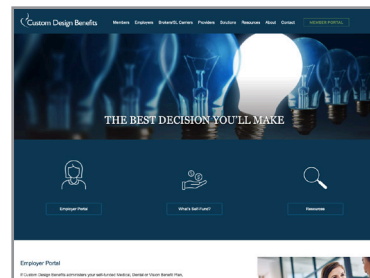 Custom Design Benefits
Members Employers Brokers/GL Carriers Providers Solutions Resources About Contact MEMBER PORTAL
THE BEST DECISION YOU'LL MAKE
Employer Portal What's Self-Fund? Resources
Employer Portal
If Custom Design Benefits administers your self-funded Medical, Dental or Vision Benefit Plan,